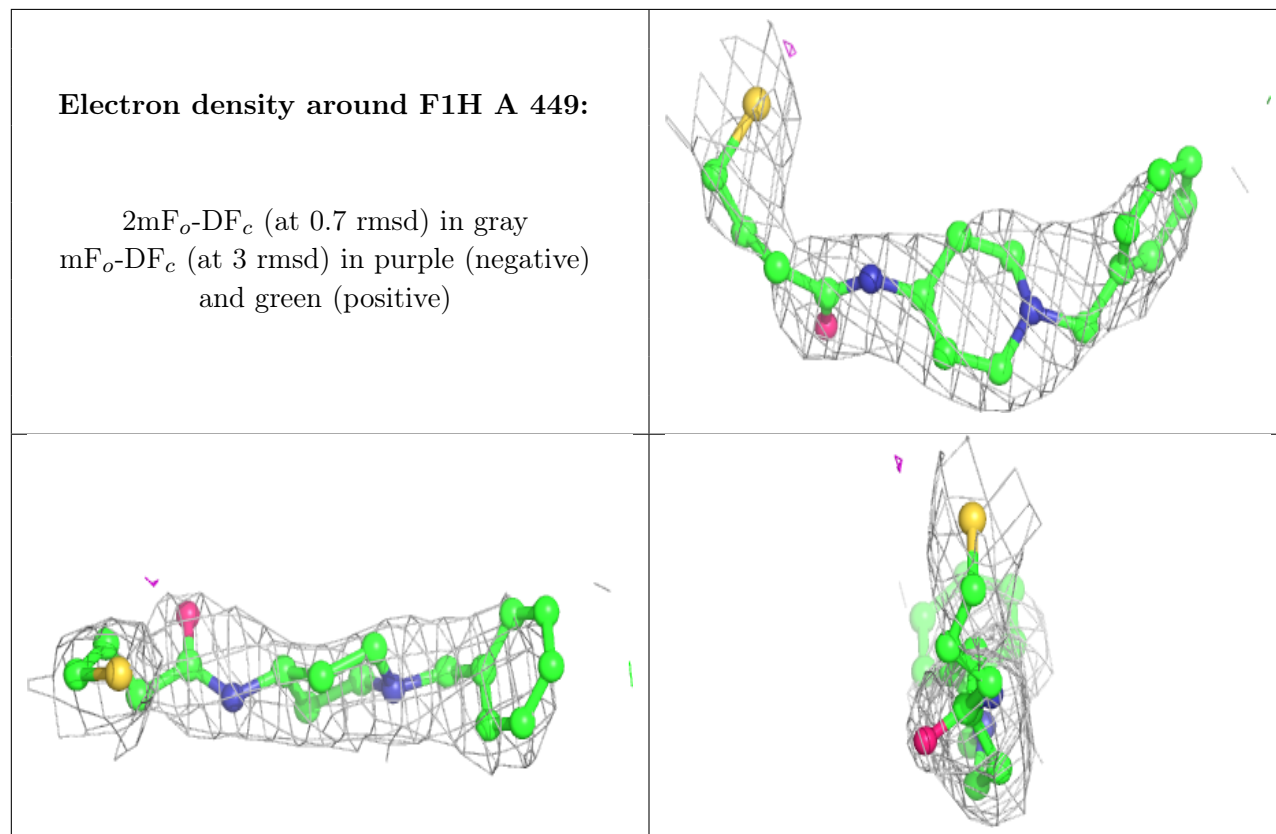 Electron density around F1H A 449:
2mFo-DFc (at 0.7 rmsd) in gray
mFo-DFc (at 3 rmsd) in purple (negative)
and green (positive)